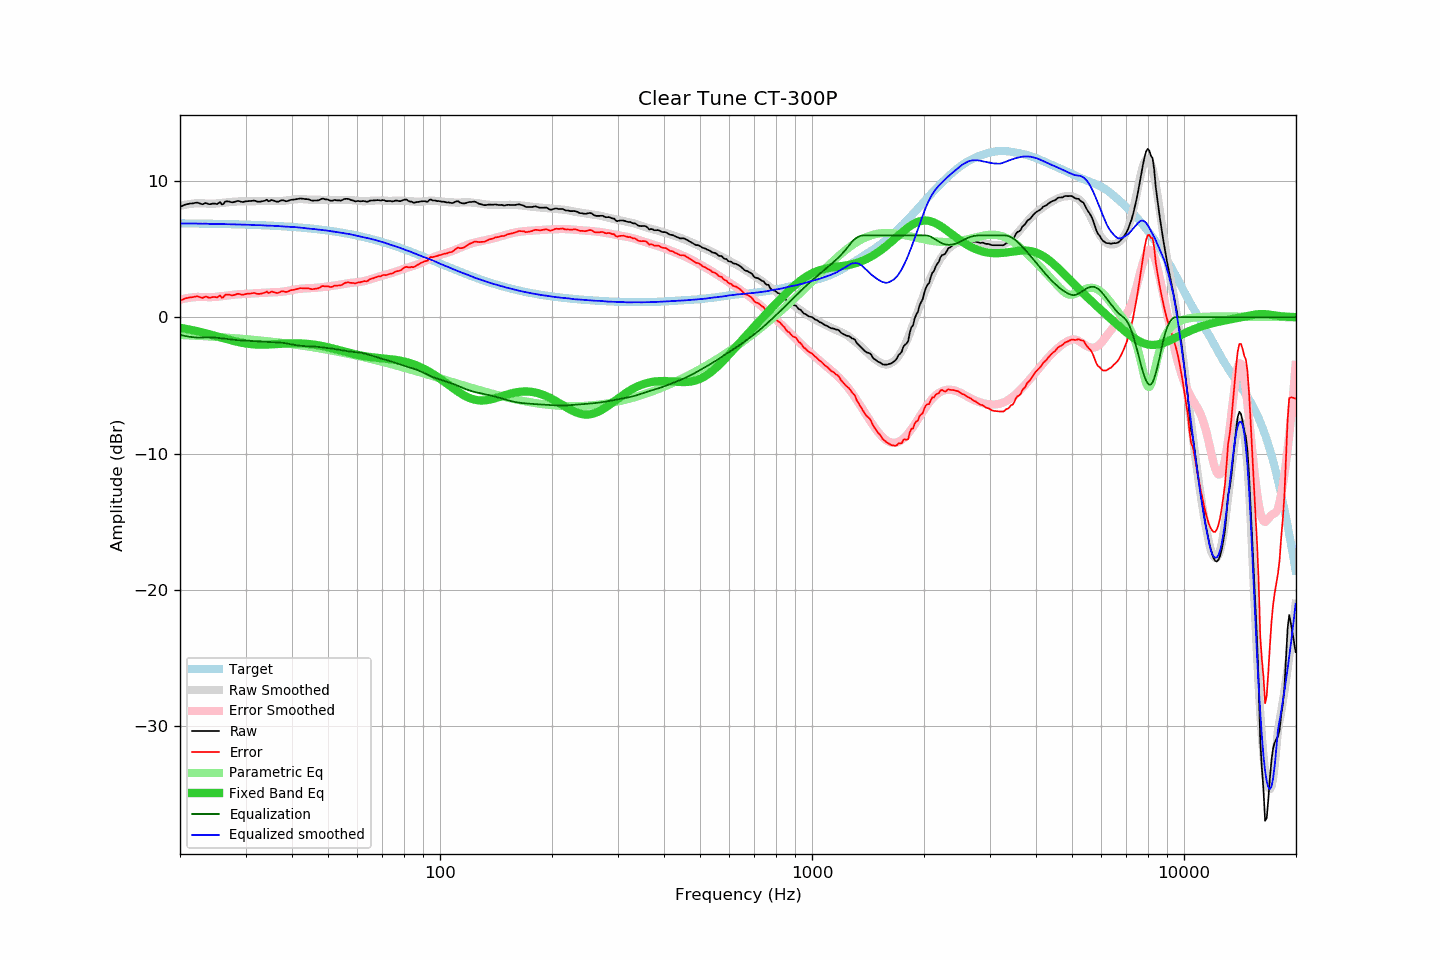 Clear Tune CT-300P
10
0
−10
−20
−30
Amplitude (dBr)
Target
Raw Smoothed
Error Smoothed
Raw
Error
Parametric Eq
Fixed Band Eq
Equalization
Equalized smoothed
100
1000
10000
Frequency (Hz)